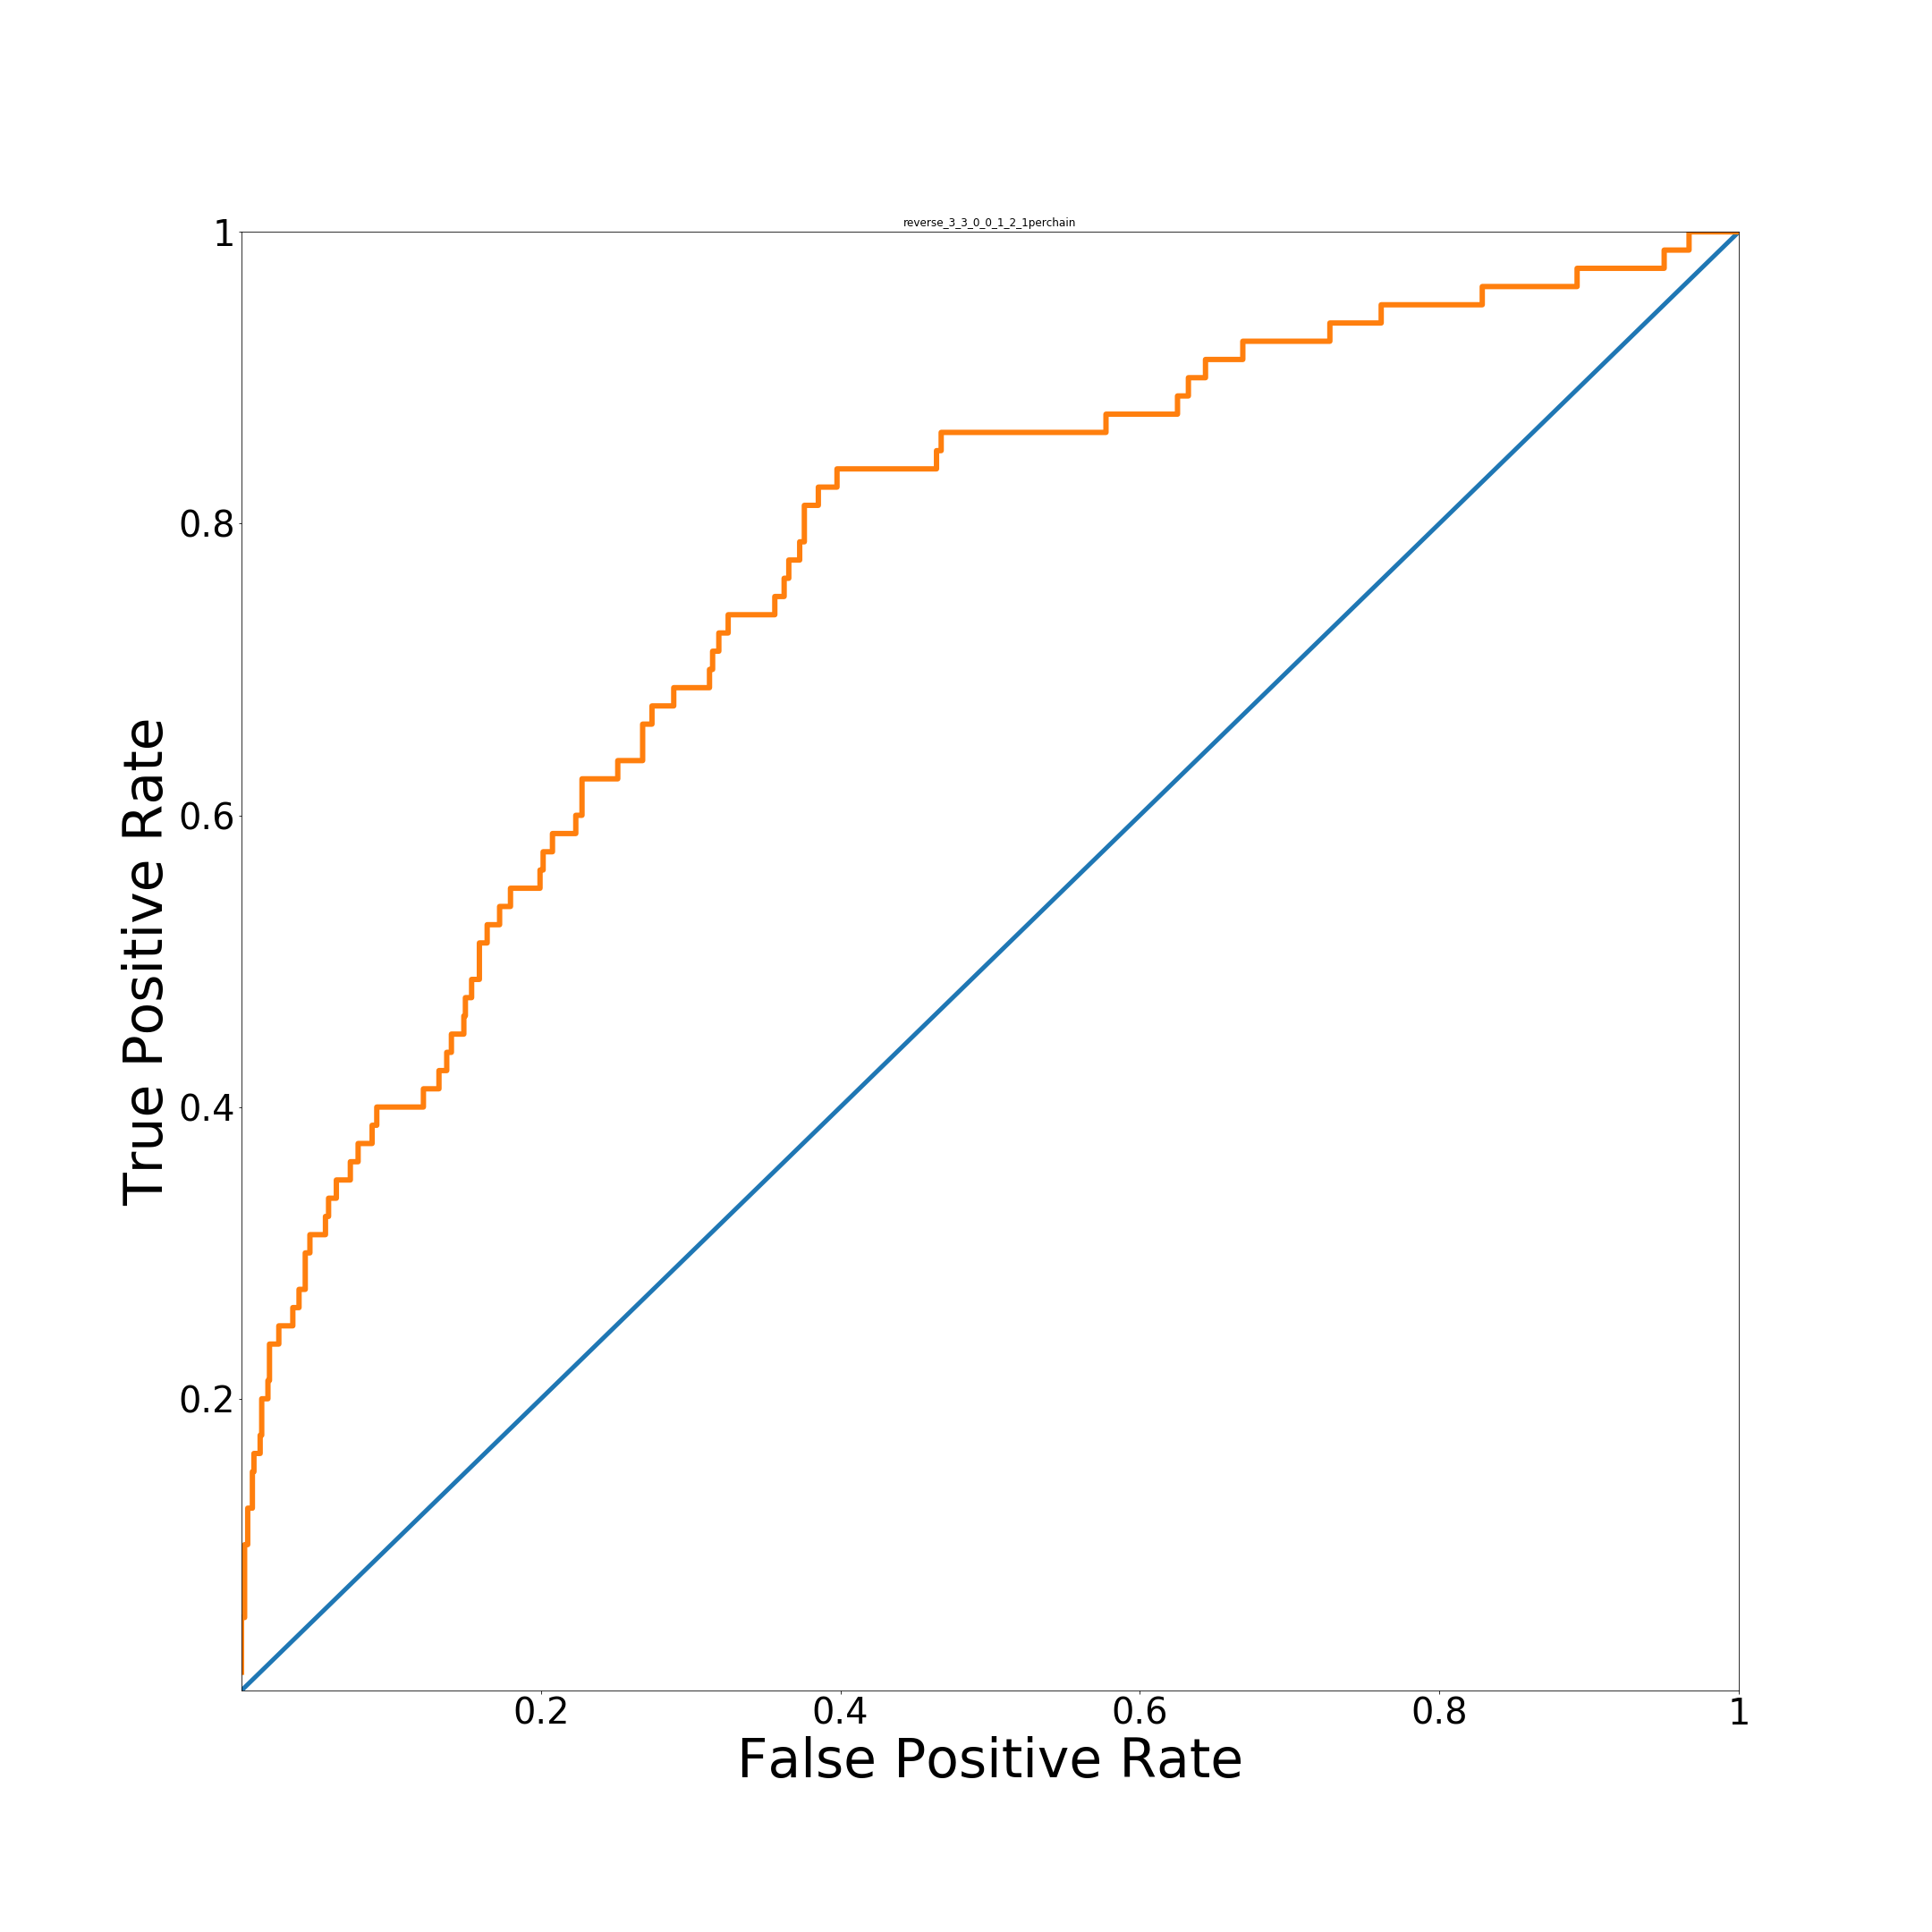 reverse_3_3_0_0_1_2_1perchain
1
0.8
0.6
0.4
0.2
True Positive Rate
0.2 0.4 0.6 0.8 1
False Positive Rate